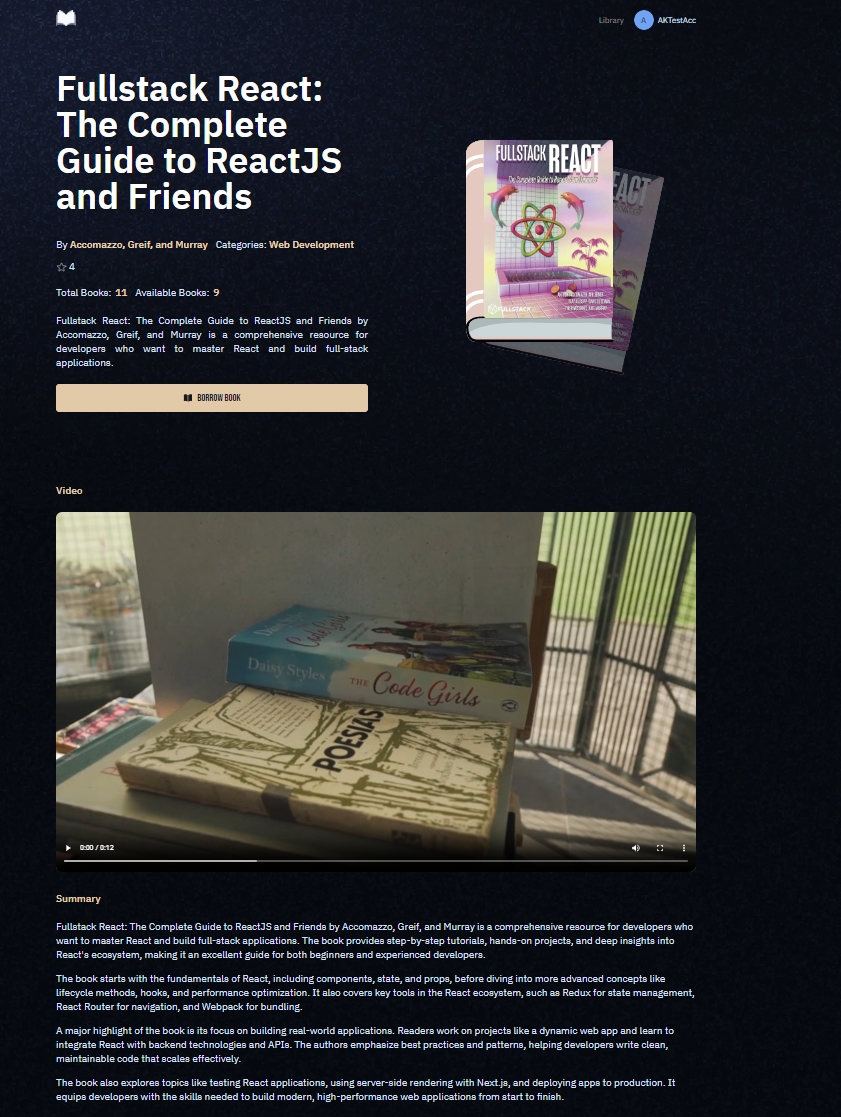 Library
A
AKTestAcc
Fullstack React:
The Complete
Guide to ReactJS
and Friends
By Accomazzo, Greif, and Murray Categories: Web Development
4
Total Books: 11 Available Books: 9
Fullstack React: The Complete Guide to ReactJS and Friends by
Accomazzo, Greif, and Murray is a comprehensive resource for
developers who want to master React and build full-stack
applications.
BORROW BOOK
FULLSTACK REACT
The Complete Guide to
FULLSTACK
EACT
Video
Daisy Styles
THE Code Girls
Code Girls
POESIAS
0:00 / 0:12
Summary
Fullstack React: The Complete Guide to ReactJS and Friends by Accomazzo, Greif, and Murray is a comprehensive resource for developers who
want to master React and build full-stack applications. The book provides step-by-step tutorials, hands-on projects, and deep insights into
React's ecosystem, making it an excellent guide for both beginners and experienced developers.
The book starts with the fundamentals of React, including components, state, and props, before diving into more advanced concepts like
lifecycle methods, hooks, and performance optimization. It also covers key tools in the React ecosystem, such as Redux for state management,
React Router for navigation, and Webpack for bundling.
A major highlight of the book is its focus on building real-world applications. Readers work on projects like a dynamic web app and learn to
integrate React with backend technologies and APIs. The authors emphasize best practices and patterns, helping developers write clean,
maintainable code that scales effectively.
The book also explores topics like testing React applications, using server-side rendering with Next.js, and deploying apps to production. It
equips developers with the skills needed to build modern, high-performance web applications from start to finish.